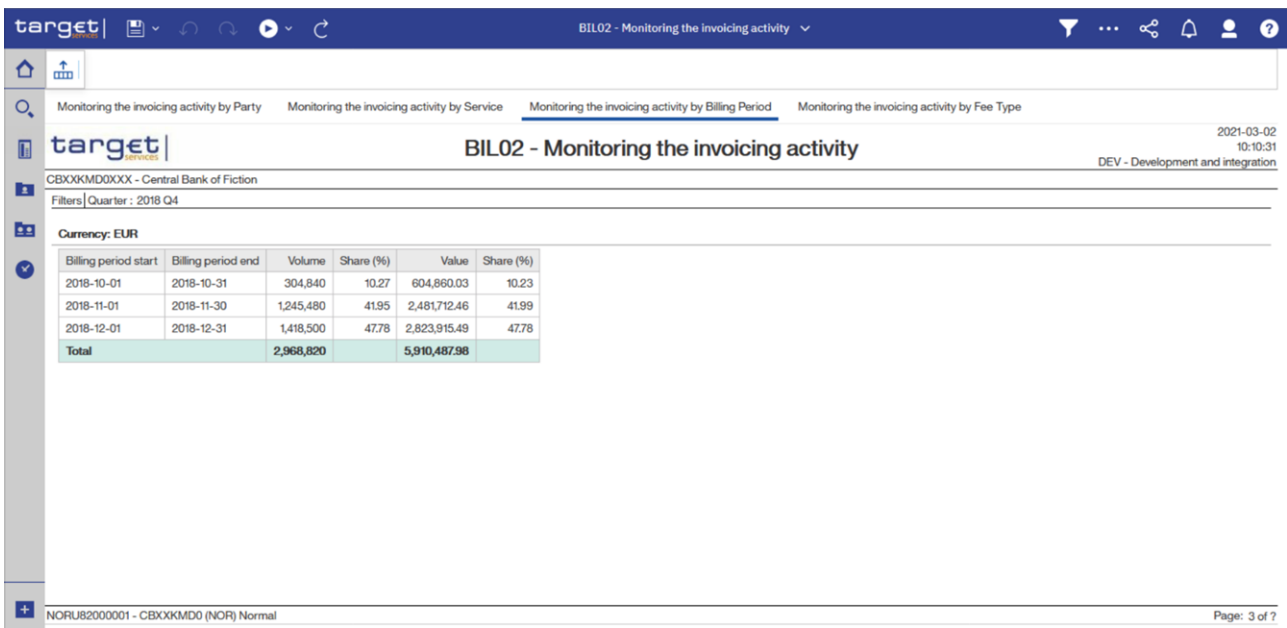 target services BIL02 - Monitoring the invoicing activity
Monitoring the invoicing activity by Party Monitoring the invoicing activity by Service Monitoring the invoicing activity by Billing Period Monitoring the invoicing activity by Fee Type
target services BIL02 - Monitoring the invoicing activity
2021-03-02
10:10:31
DEV - Development and integration
CBXXKMD0XXX - Central Bank of Fiction
Filters Quarter : 2018 Q4
Currency: EUR
Billing period start Billing period end Volume Share (%) Value Share (%)
2018-10-01 2018-10-31 304,840 10.27 604,860.03 10.23
2018-11-01 2018-11-30 1,245,480 41.95 2,481,712.46 41.99
2018-12-01 2018-12-31 1,418,500 47.78 2,823,915.49 47.78
Total 2,968,820 5,910,487.98
NORU82000001 - CBXXKMD0 (NOR) Normal Page: 3 of ?